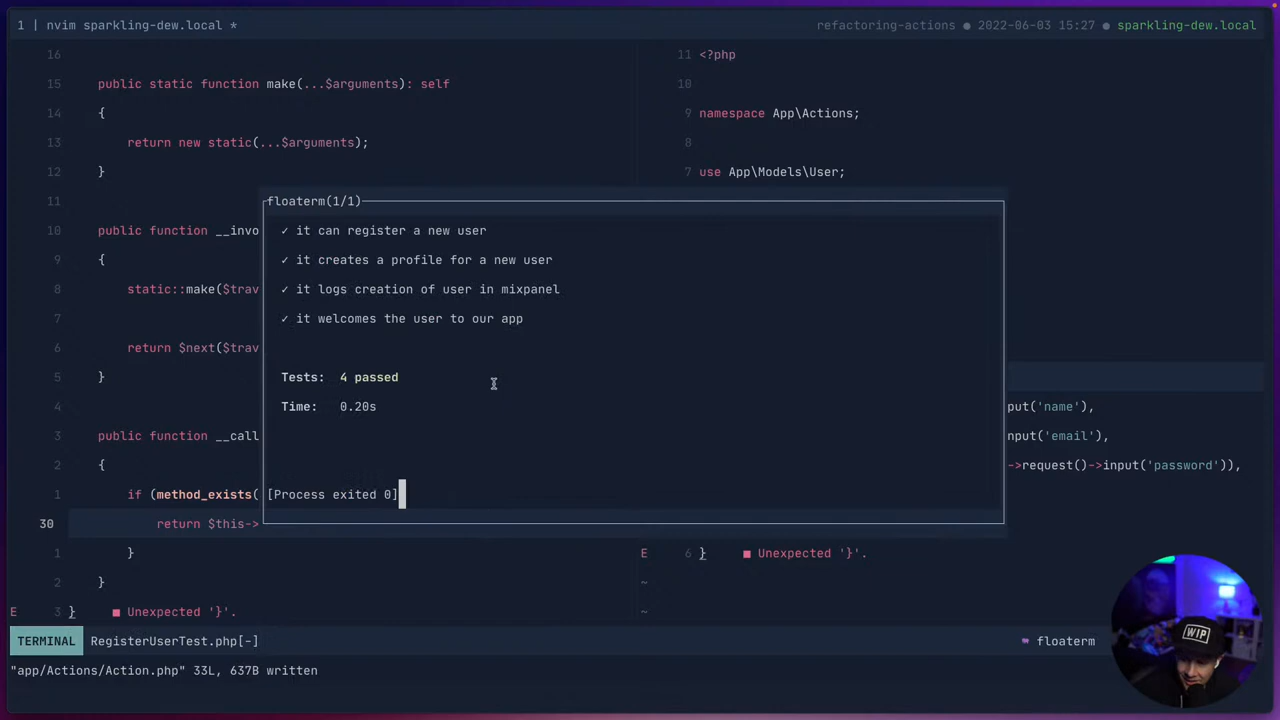 1 | nvim sparkling-dew.local *
refactoring-actions ● 2022-06-03 15:27 ● sparkling-dew.local
16
15 public static function make(...$arguments): self
14 {
13 return new static(...$arguments);
12 }
11
10 public function __invo
9 {
8 static::make($trav
7
6 return $next($trav
5 }
4
3 public function __call
2 {
1 if (method_exists(
30 return $this->
1 }
2 }
E 3 } ■ Unexpected '}'.
11 <?php
10
9 namespace App\Actions;
8
7 use App\Models\User;
put('name'),
nput('email'),
->request()->input('password')),
E 6 } ■ Unexpected '}'.
~
~
floaterm(1/1)
✓ it can register a new user
✓ it creates a profile for a new user
✓ it logs creation of user in mixpanel
✓ it welcomes the user to our app
Tests: 4 passed
Time: 0.20s
[Process exited 0]
TERMINAL RegisterUserTest.php[-]
floaterm
"app/Actions/Action.php" 33L, 637B written
WIP